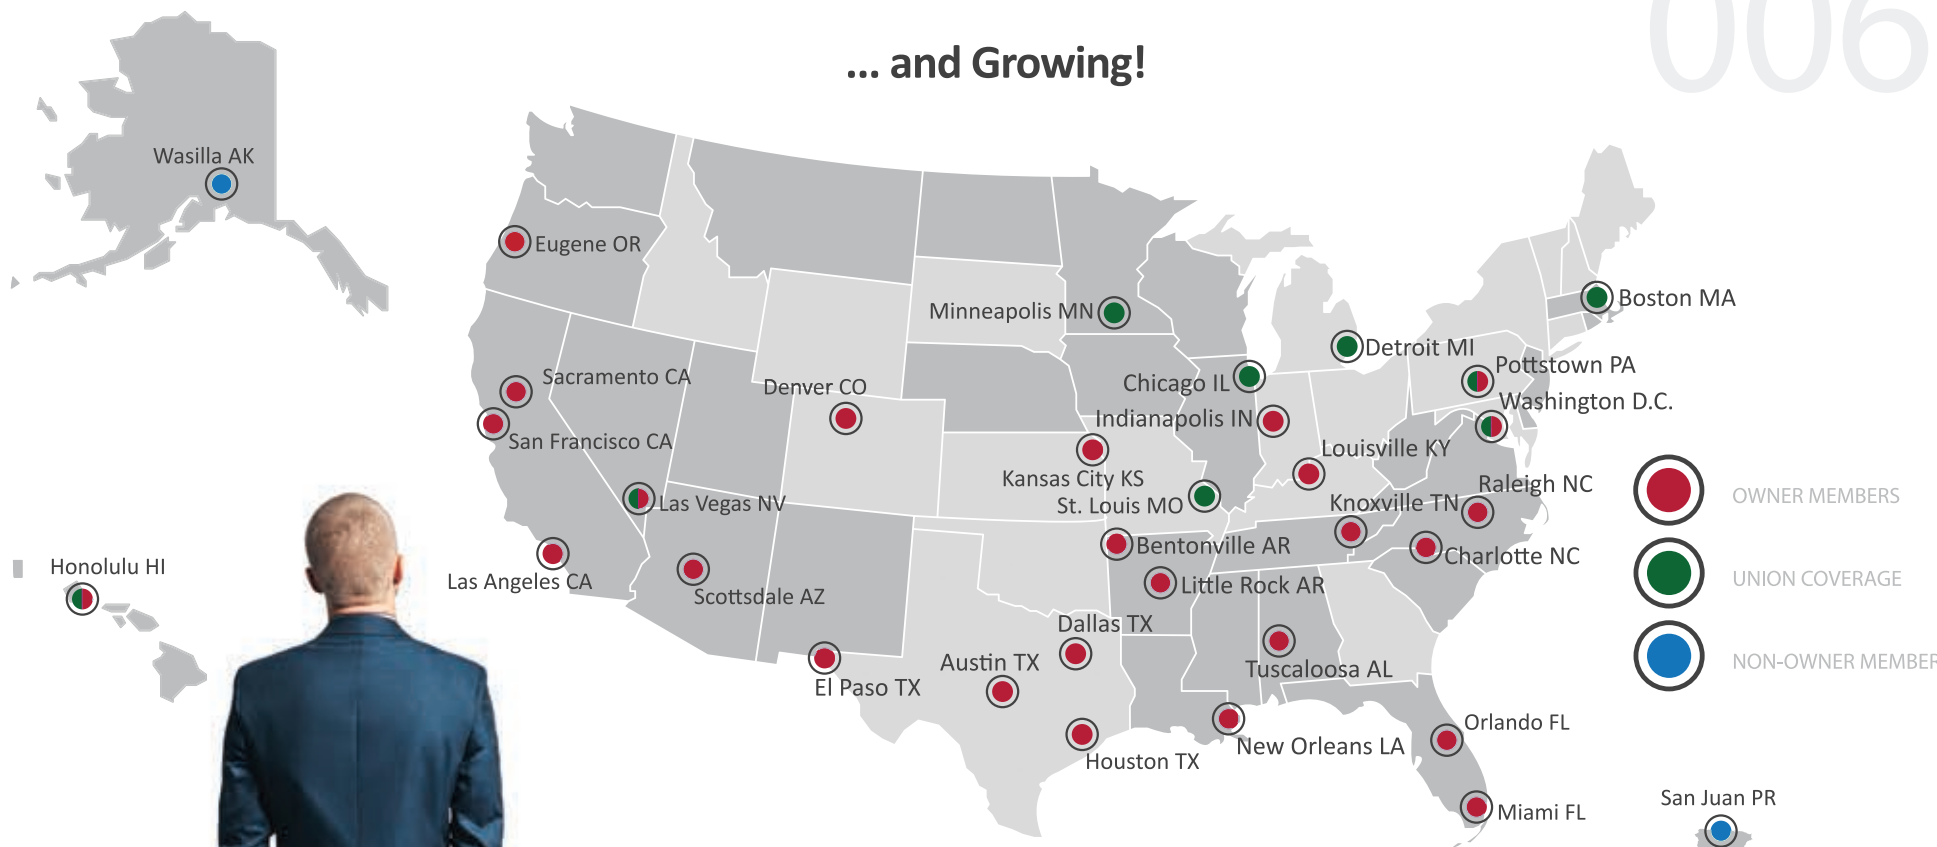 006
... and Growing!
Wasilla AK
Eugene OR
Boston MA
Minneapolis MN
Detroit MI
Pottstown PA
Sacramento CA
Denver CO
Chicago IL
Washington D.C.
Indianapolis IN
San Francisco CA
Louisville KY
Kansas City KS
Raleigh NC
OWNER MEMBERS
Las Vegas NV
St. Louis MO
Knoxville TN
Bentonville AR
Charlotte NC
Honolulu HI
Las Angeles CA
UNION COVERAGE
Scottsdale AZ
Little Rock AR
Dallas TX
Austin TX
Tuscaloosa AL
NON-OWNER MEMBER
El Paso TX
Orlando FL
New Orleans LA
Houston TX
San Juan PR
Miami FL